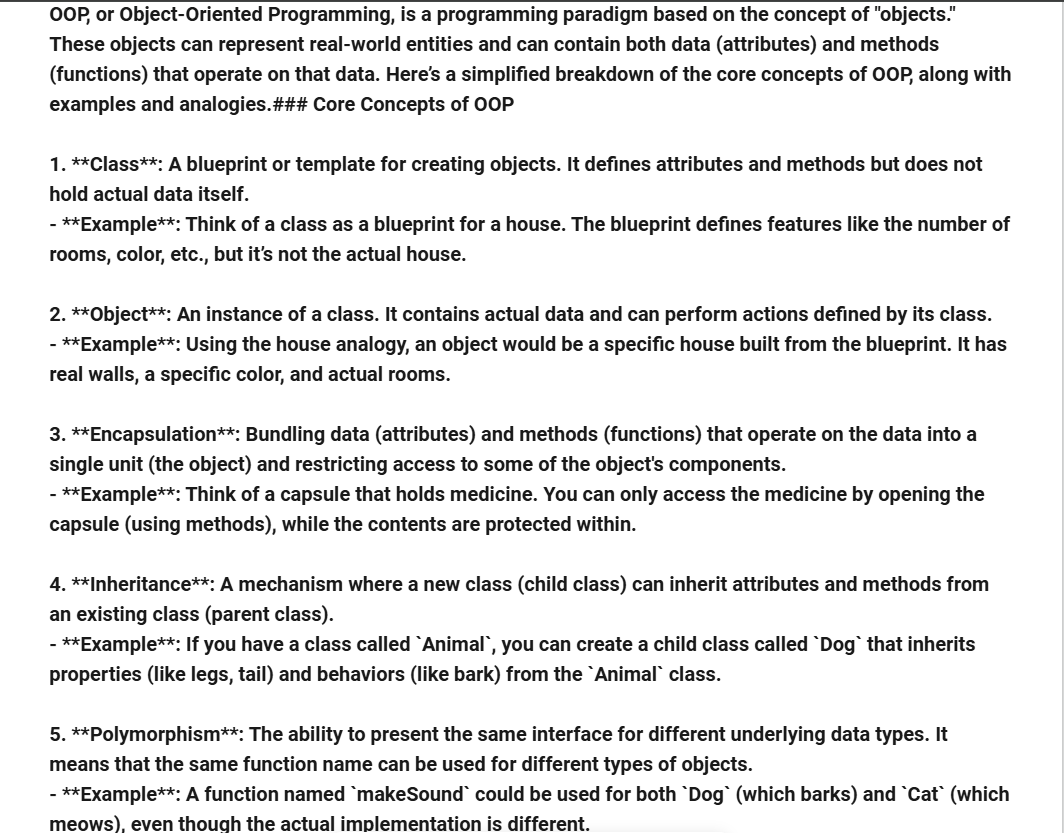 OOP, or Object-Oriented Programming, is a programming paradigm based on the concept of "objects."
These objects can represent real-world entities and can contain both data (attributes) and methods
(functions) that operate on that data. Here’s a simplified breakdown of the core concepts of OOP, along with
examples and analogies.### Core Concepts of OOP
1. **Class**: A blueprint or template for creating objects. It defines attributes and methods but does not
hold actual data itself.
- **Example**: Think of a class as a blueprint for a house. The blueprint defines features like the number of
rooms, color, etc., but it’s not the actual house.
2. **Object**: An instance of a class. It contains actual data and can perform actions defined by its class.
- **Example**: Using the house analogy, an object would be a specific house built from the blueprint. It has
real walls, a specific color, and actual rooms.
3. **Encapsulation**: Bundling data (attributes) and methods (functions) that operate on the data into a
single unit (the object) and restricting access to some of the object's components.
- **Example**: Think of a capsule that holds medicine. You can only access the medicine by opening the
capsule (using methods), while the contents are protected within.
4. **Inheritance**: A mechanism where a new class (child class) can inherit attributes and methods from
an existing class (parent class).
- **Example**: If you have a class called `Animal`, you can create a child class called `Dog` that inherits
properties (like legs, tail) and behaviors (like bark) from the `Animal` class.
5. **Polymorphism**: The ability to present the same interface for different underlying data types. It
means that the same function name can be used for different types of objects.
- **Example**: A function named `makeSound` could be used for both `Dog` (which barks) and `Cat` (which
meows), even though the actual implementation is different.